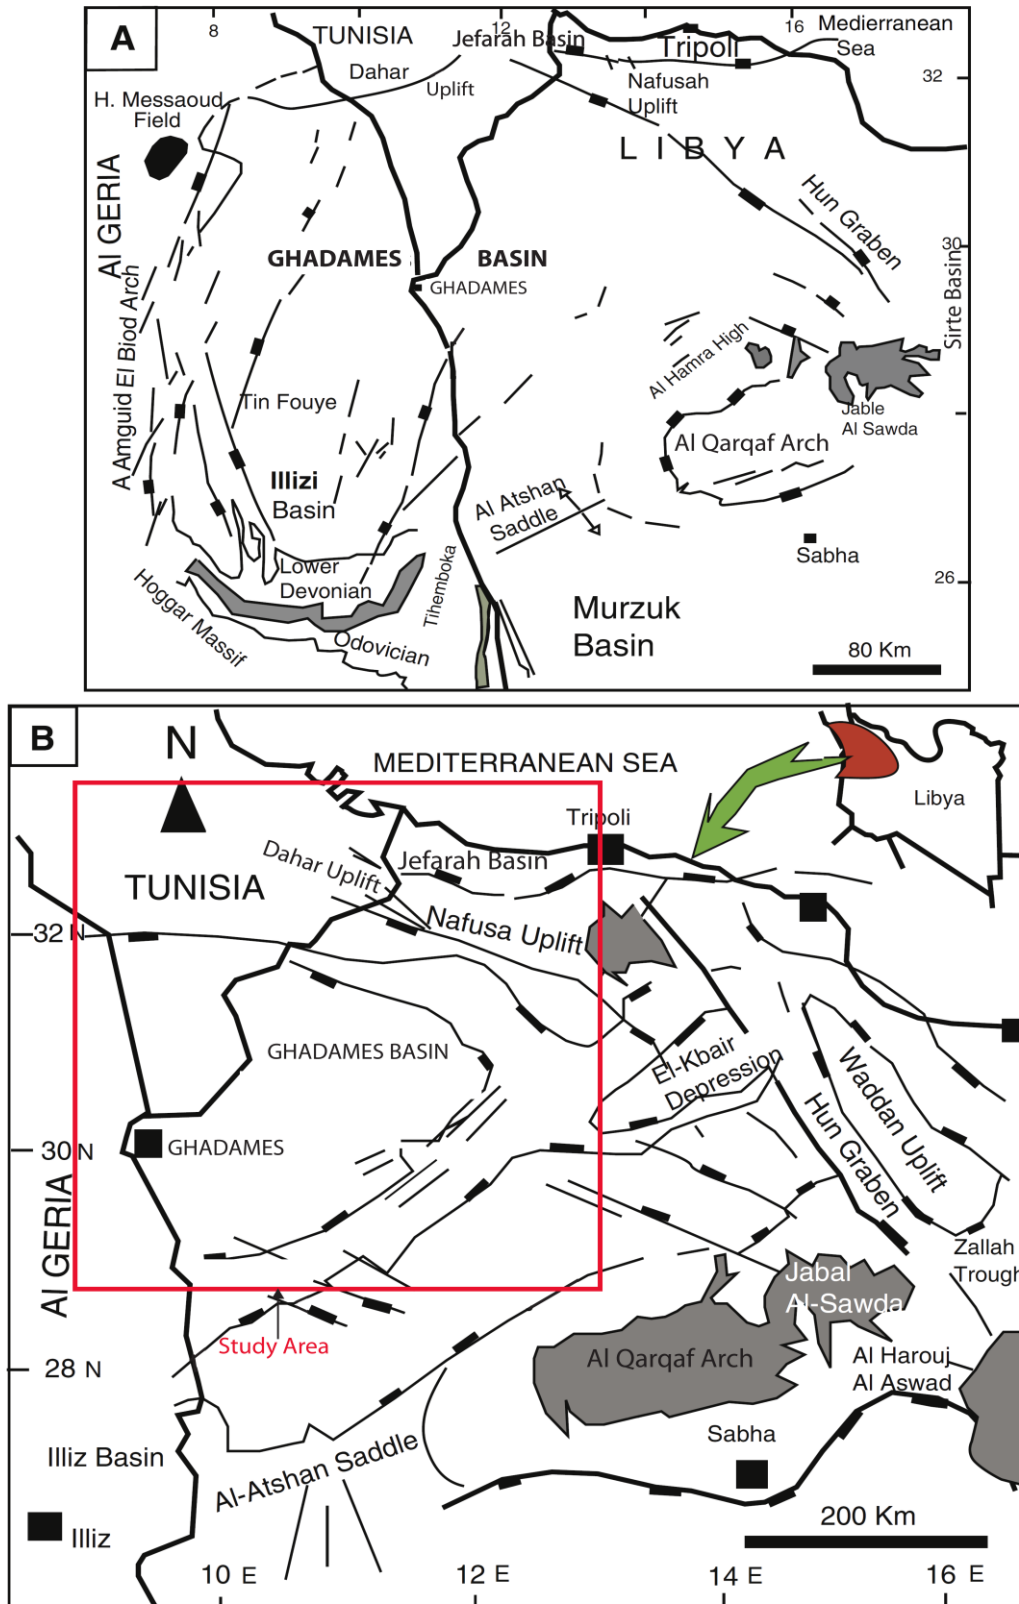 A
8
12
16
TUNISIA
Jefarah Basin
Tripoli
Medierranean
Sea
Dahar
Uplift
Nafusah
Uplift
32
H. Messaoud
Field
LIBYA
Al GERIA
Hun Graben
30
GHADAMES BASIN
GHADAMES
Sirte Basin
A Amguid El Biod Arch
Al Hamra High
Tin Fouye
Jable
Al Sawda
Al Qarqaf Arch
Illizi
Basin
Al Atshan
Saddle
Sabha
Lower
Devonian
Tihemboka
26
Hoggar Massif
Odovician
Murzuk
Basin
80 Km
B
N
MEDITERRANEAN SEA
Libya
Tripoli
Dahar Uplift
Jefarah Basin
TUNISIA
Nafusa Uplift
32 N
GHADAMES BASIN
El-Kbair
Depression
Waddan Uplift
Hun Graben
30 N
GHADAMES
Al GERIA
Zallah
Trough
Jabal
Al-Sawda
Study Area
28 N
Al Qarqaf Arch
Al Harouj
Al Aswad
Sabha
Illiz Basin
Al-Atshan Saddle
200 Km
Illiz
10 E
12 E
14 E
16 E